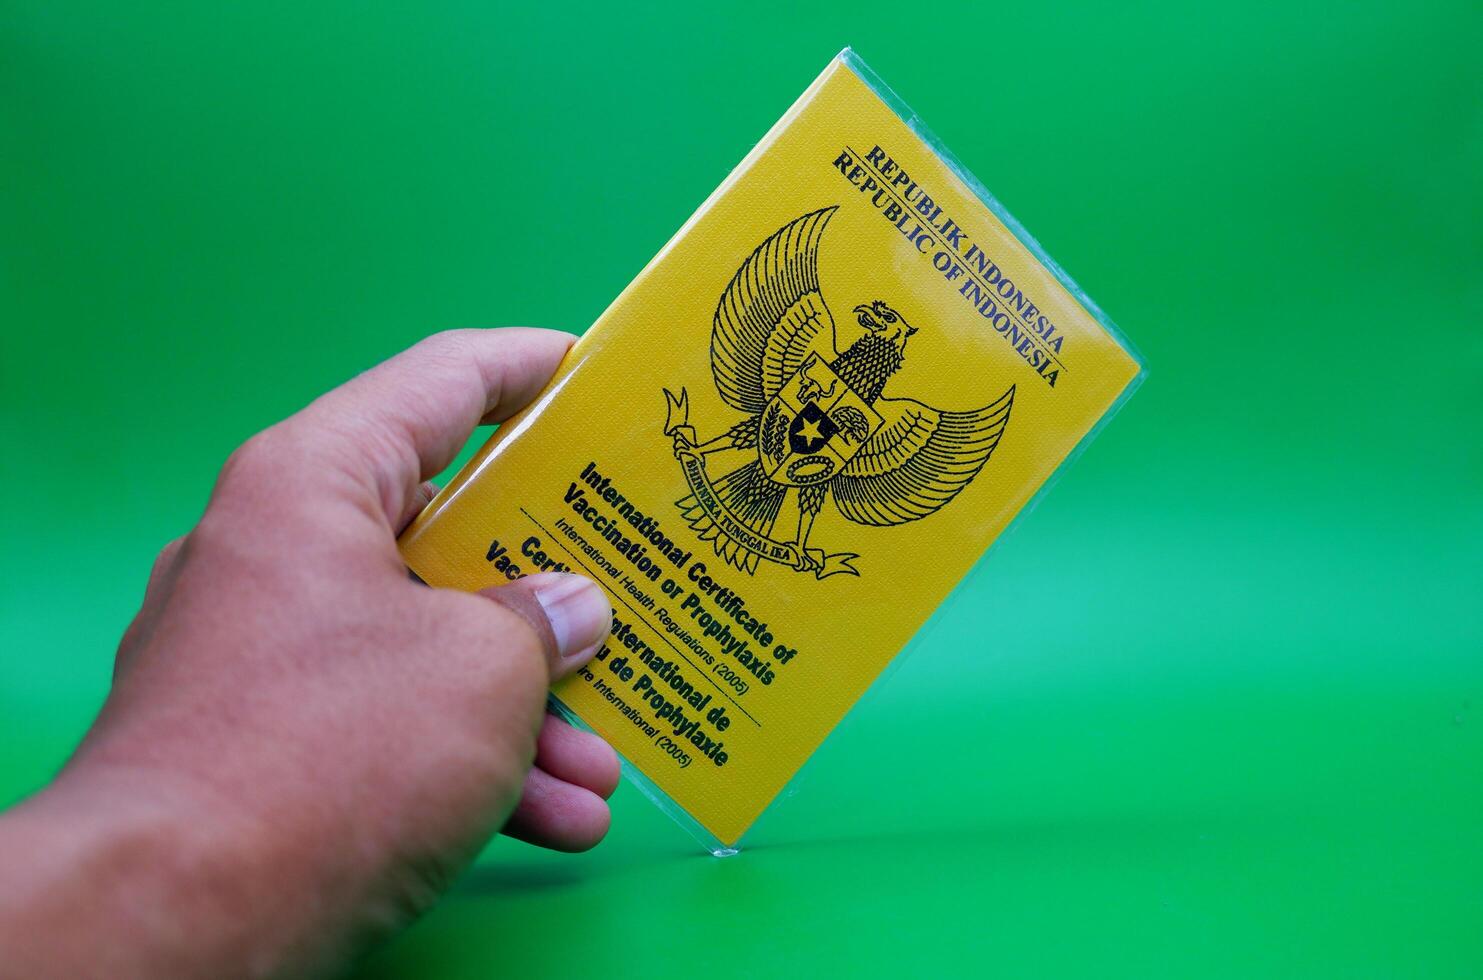 REPUBLIK INDONESIA
REPUBLIC OF INDONESIA
BHINNEKA TUNGGAL IKA
International Certificate of
Vaccination or Prophylaxis
International Health Regulations (2005)
International de
de Prophylaxie
International (2005)